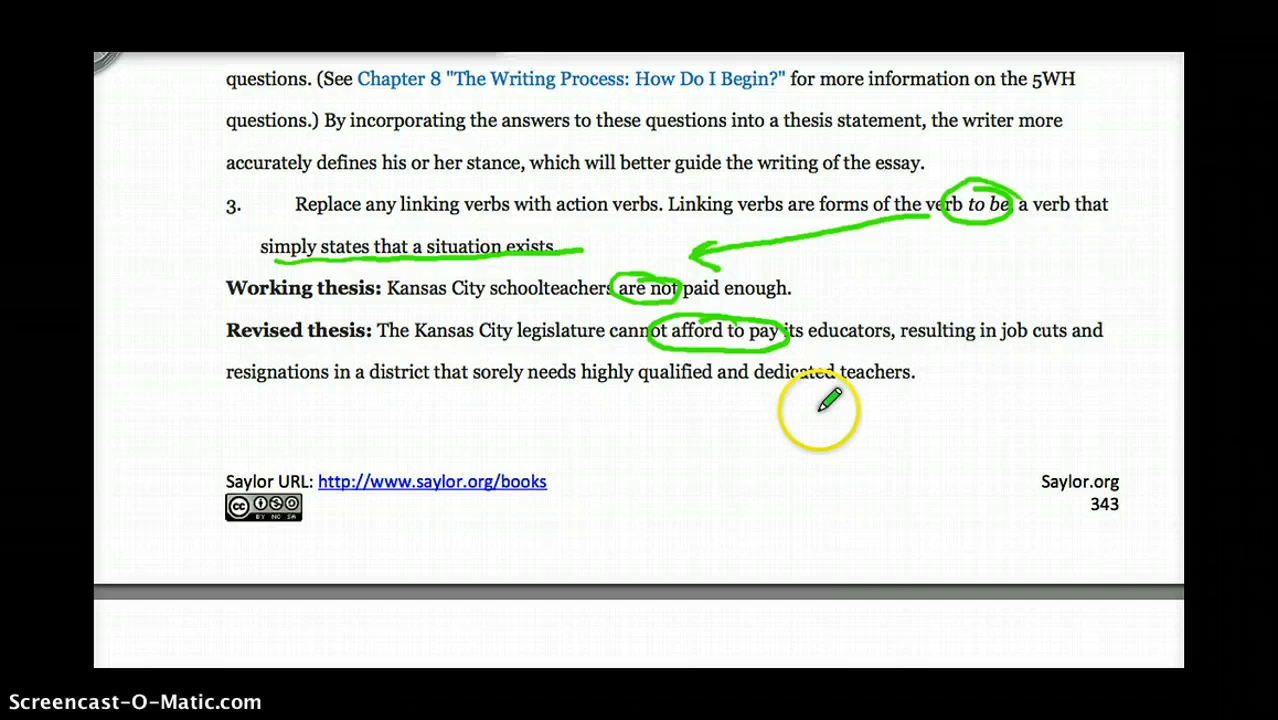 questions. (See Chapter 8 "The Writing Process: How Do I Begin?" for more information on the 5WH
questions.) By incorporating the answers to these questions into a thesis statement, the writer more
accurately defines his or her stance, which will better guide the writing of the essay.
3. Replace any linking verbs with action verbs. Linking verbs are forms of the verb to be, a verb that
simply states that a situation exists.
Working thesis: Kansas City schoolteachers are not paid enough.
Revised thesis: The Kansas City legislature cannot afford to pay its educators, resulting in job cuts and
resignations in a district that sorely needs highly qualified and dedicated teachers.
Saylor URL: http://www.saylor.org/books
Saylor.org
cc BY NC SA
343
Screencast-O-Matic.com